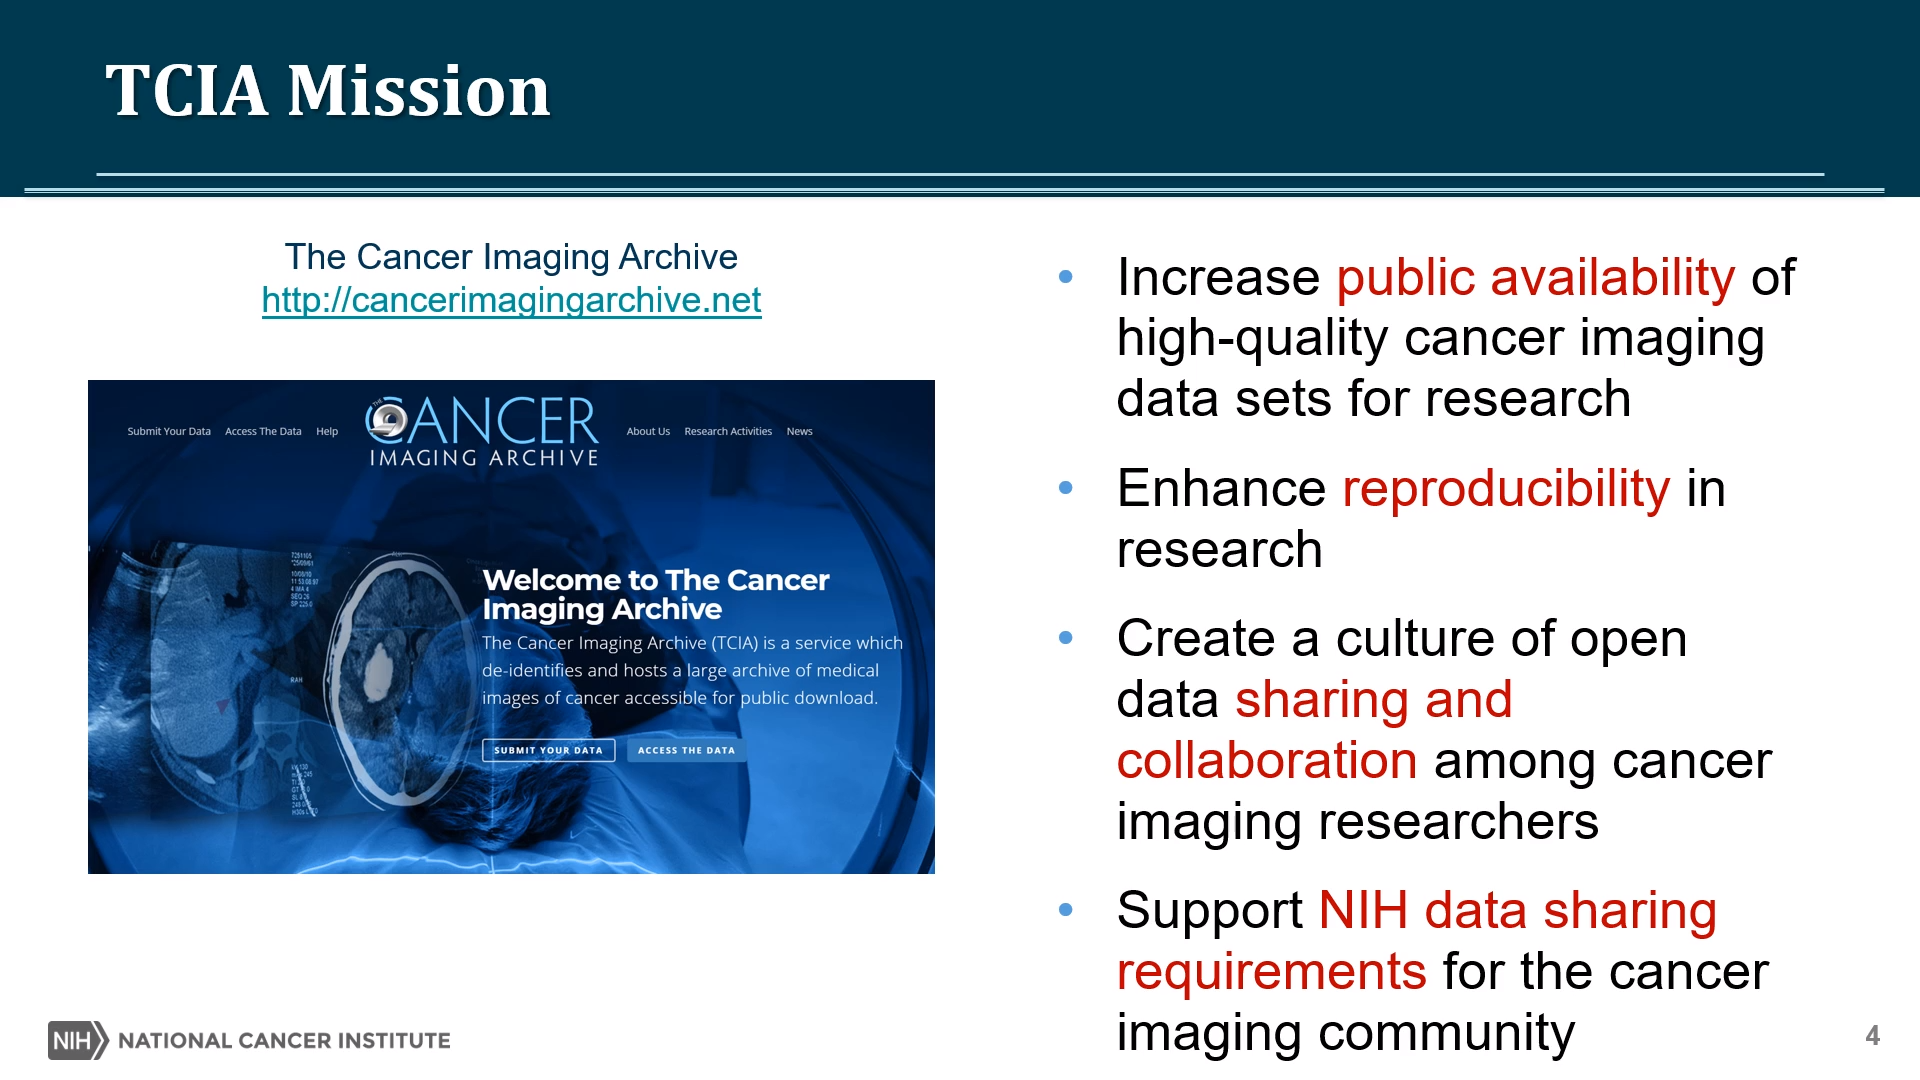 TCIA Mission
The Cancer Imaging Archive
http://cancerimagingarchive.net
Submit Your Data Access The Data Help
THE CANCER
IMAGING ARCHIVE
About Us Research Activities News
Welcome to The Cancer
Imaging Archive
The Cancer Imaging Archive (TCIA) is a service which
de-identifies and hosts a large archive of medical
images of cancer accessible for public download.
SUBMIT YOUR DATA ACCESS THE DATA
RAH
• Increase public availability of
high-quality cancer imaging
data sets for research
• Enhance reproducibility in
research
• Create a culture of open
data sharing and
collaboration among cancer
imaging researchers
• Support NIH data sharing
requirements for the cancer
imaging community
NIH NATIONAL CANCER INSTITUTE
4